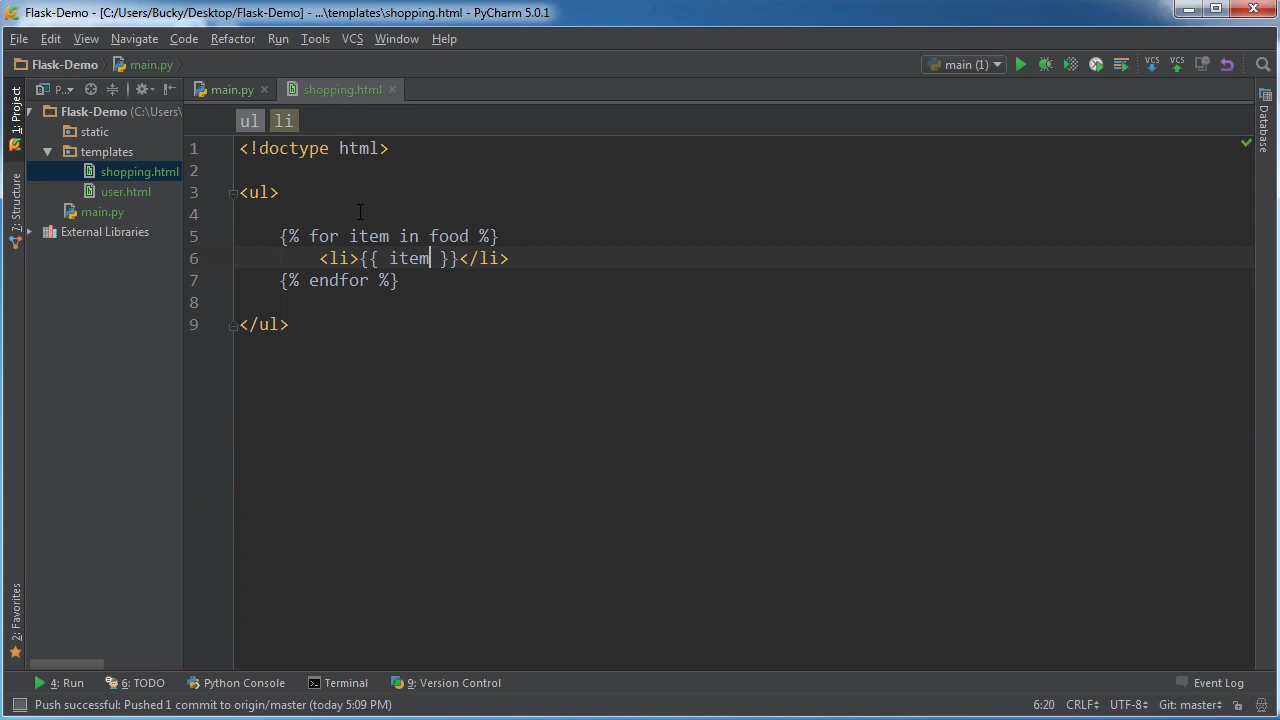 Flask-Demo - [C:/Users/Bucky/Desktop/Flask-Demo] - ...\templates\shopping.html - PyCharm 5.0.1
File Edit View Navigate Code Refactor Run Tools VCS Window Help
Flask-Demo main.py main (1) VCS VCS
1: Project P.. main.py shopping.html
Flask-Demo (C:\Users\
static
templates
shopping.html
user.html
main.py
External Libraries
7: Structure
2: Favorites
ul li
1 <!doctype html>
2
3 <ul>
4
5 {% for item in food %}
6 <li>{{ item }}</li>
7 {% endfor %}
8
9 </ul>
Database
4: Run 6: TODO Python Console Terminal 9: Version Control Event Log
Push successful: Pushed 1 commit to origin/master (today 5:09 PM) 6:20 CRLF UTF-8 Git: master